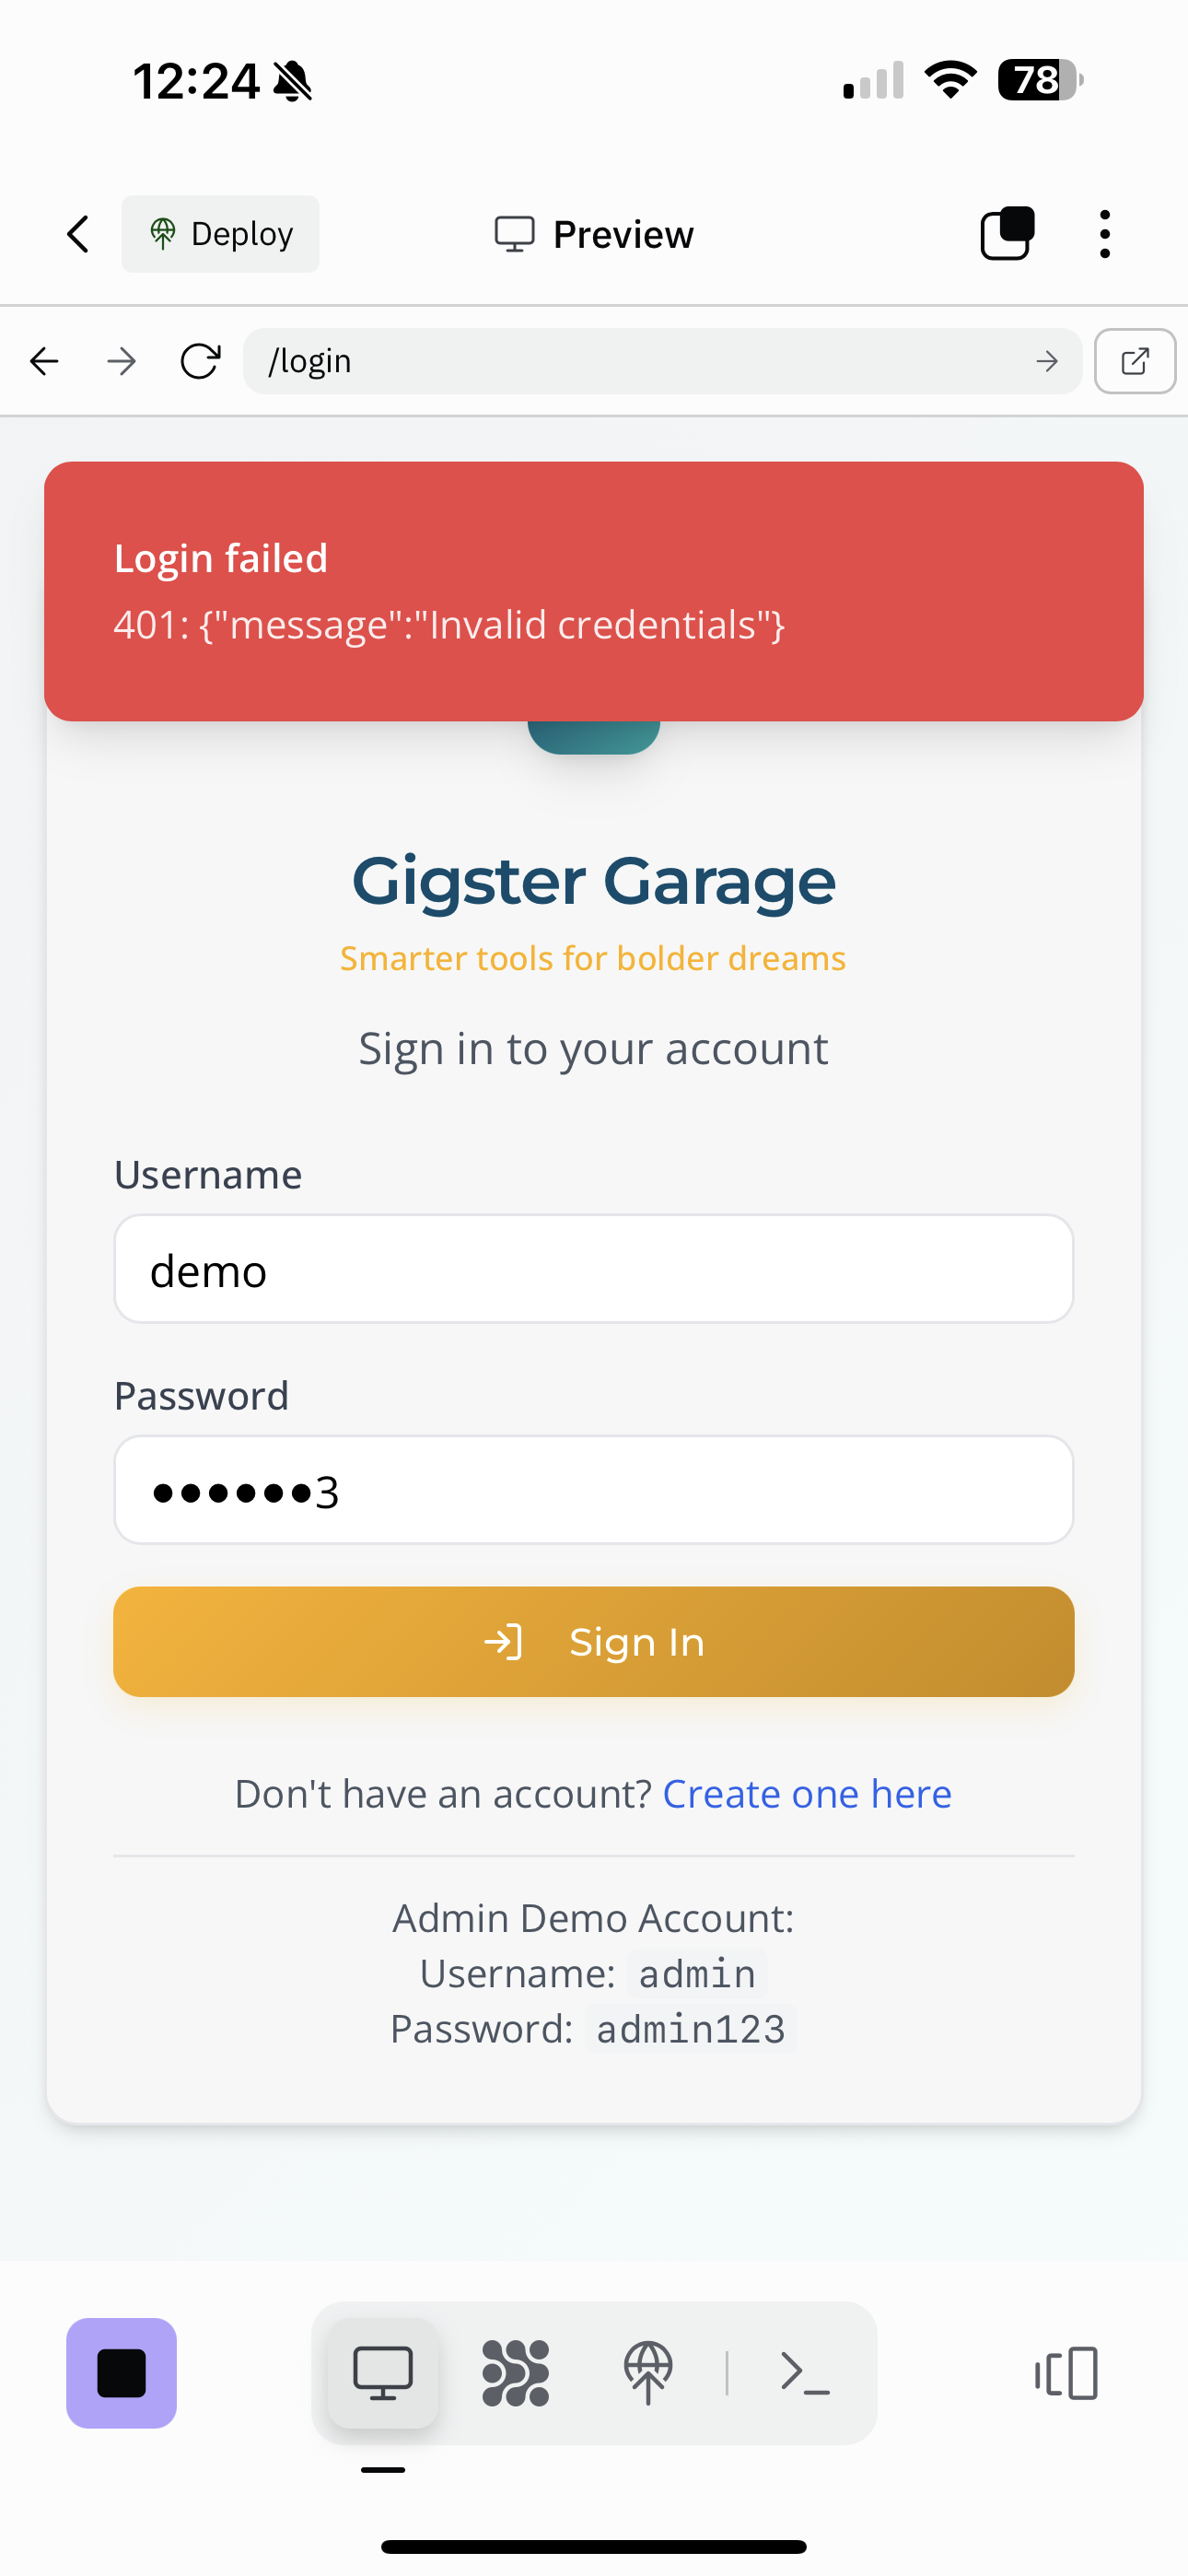 12:24
78
Deploy
Preview
/login
Login failed
401: {"message":"Invalid credentials"}
Gigster Garage
Smarter tools for bolder dreams
Sign in to your account
Username
demo
Password
●●●●●●3
Sign In
Don't have an account? Create one here
Admin Demo Account:
Username: admin
Password: admin123